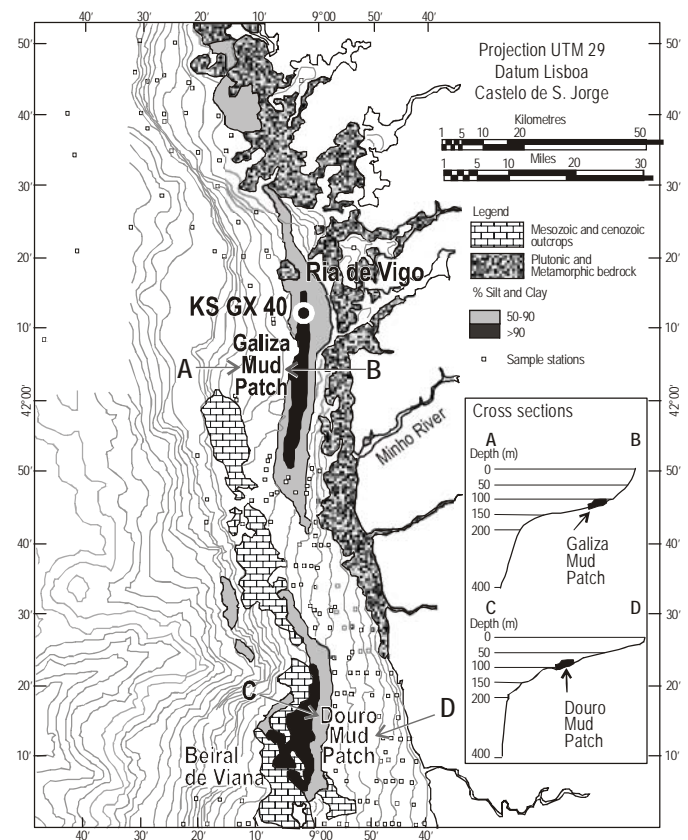 40' 20' 10' 9°00' 50' 40'
50'
40'
30'
20'
10'
50'
40'
30'
20'
10'
Projection UTM 29
Datum Lisboa
Castelo de S. Jorge
Kilometres
1 5 10 20 50
Miles
1 5 10 20 30
Legend
Mesozoic and cenozoic
outcrops
Plutonic and
Metamorphic bedrock
% Silt and Clay
50-90
>90
Sample stations
Ria de Vigo
KS GX 40
Galiza
Mud
Patch
A
B
Minho River
C
D
Douro
Mud
Patch
Beiral
de Viana
42°00'
50'
40'
30'
20'
10'
50'
40'
30'
20'
10'
42°00'
Cross sections
A B
Depth (m)
0
50
100
150
200
400
Galiza
Mud
Patch
C D
Depth (m)
0
50
100
150
200
400
Douro
Mud
Patch
40' 20' 10' 9°00' 50' 40'